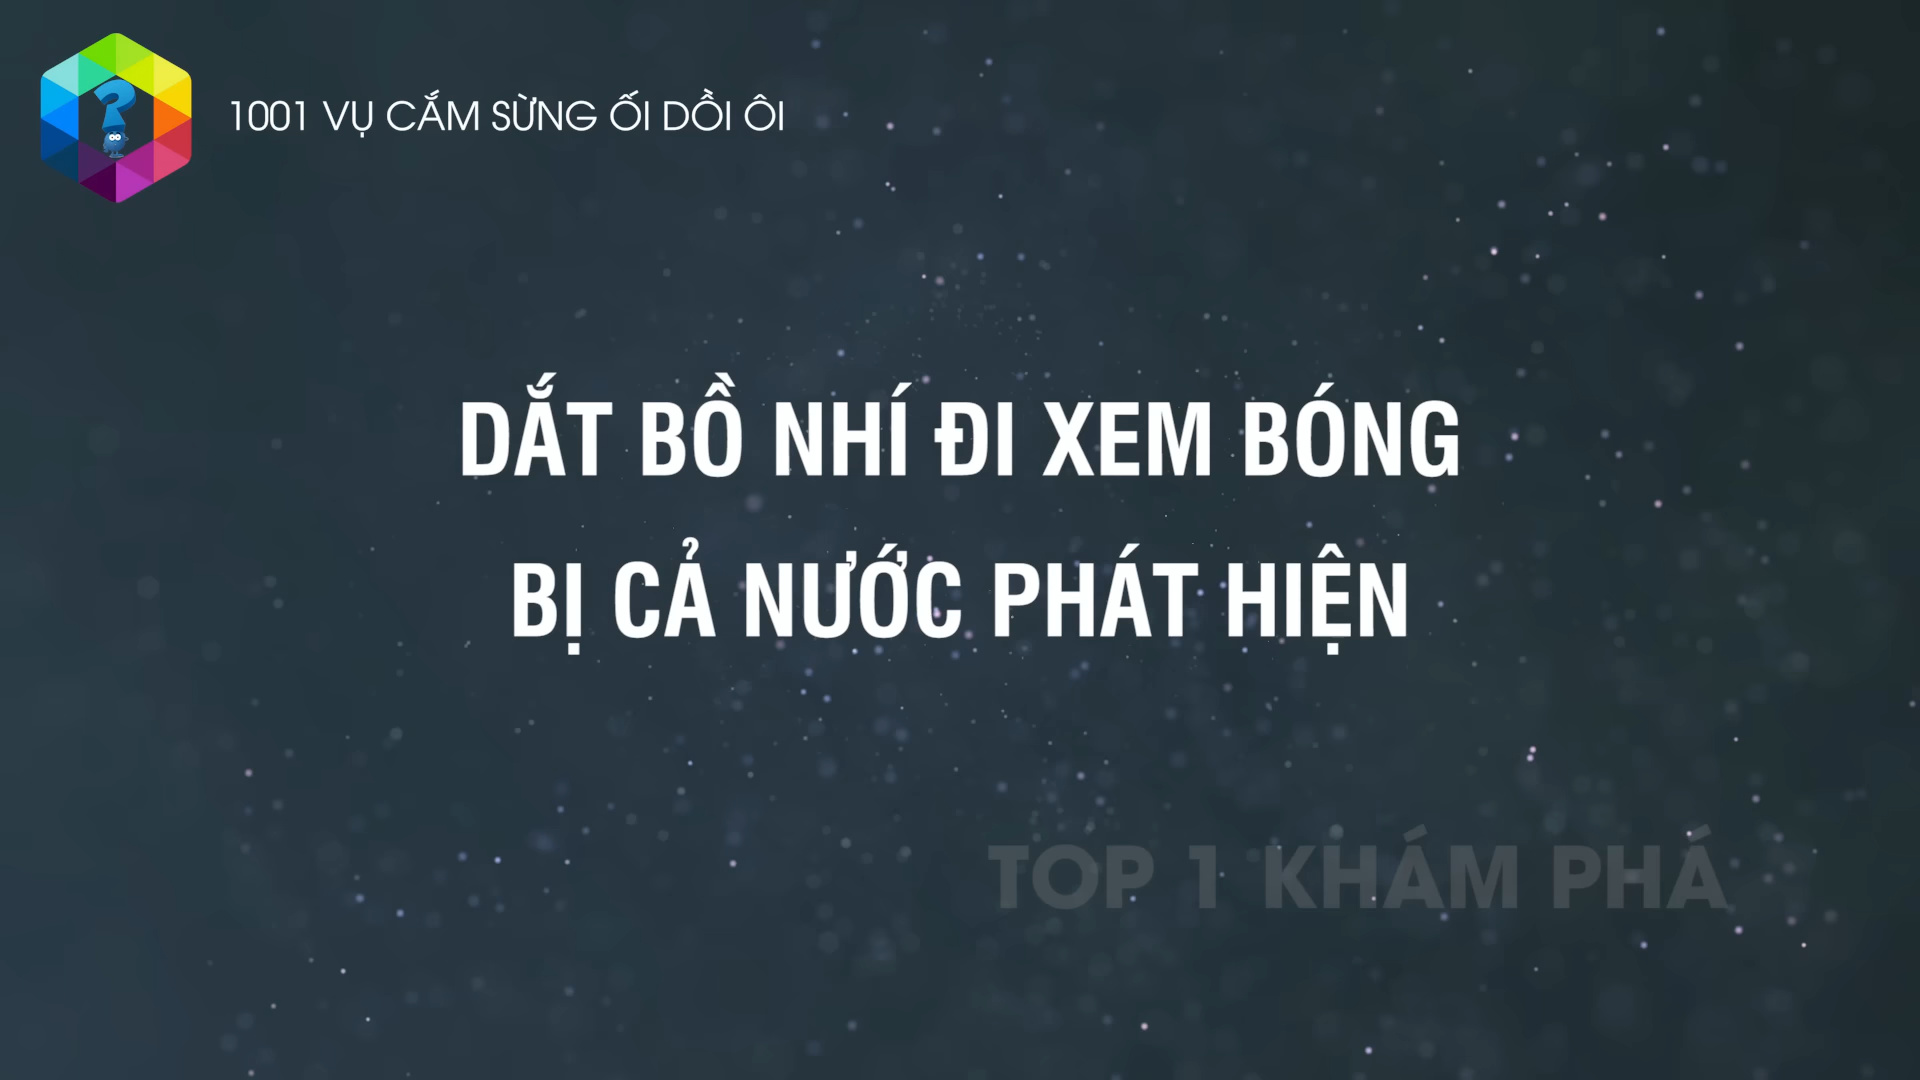 1001 VỤ CẮM SỪNG ỐI DỒI ÔI
DẮT BỒ NHÍ ĐI XEM BÓNG
BỊ CẢ NƯỚC PHÁT HIỆN
TOP 1 KHÁM PHÁ